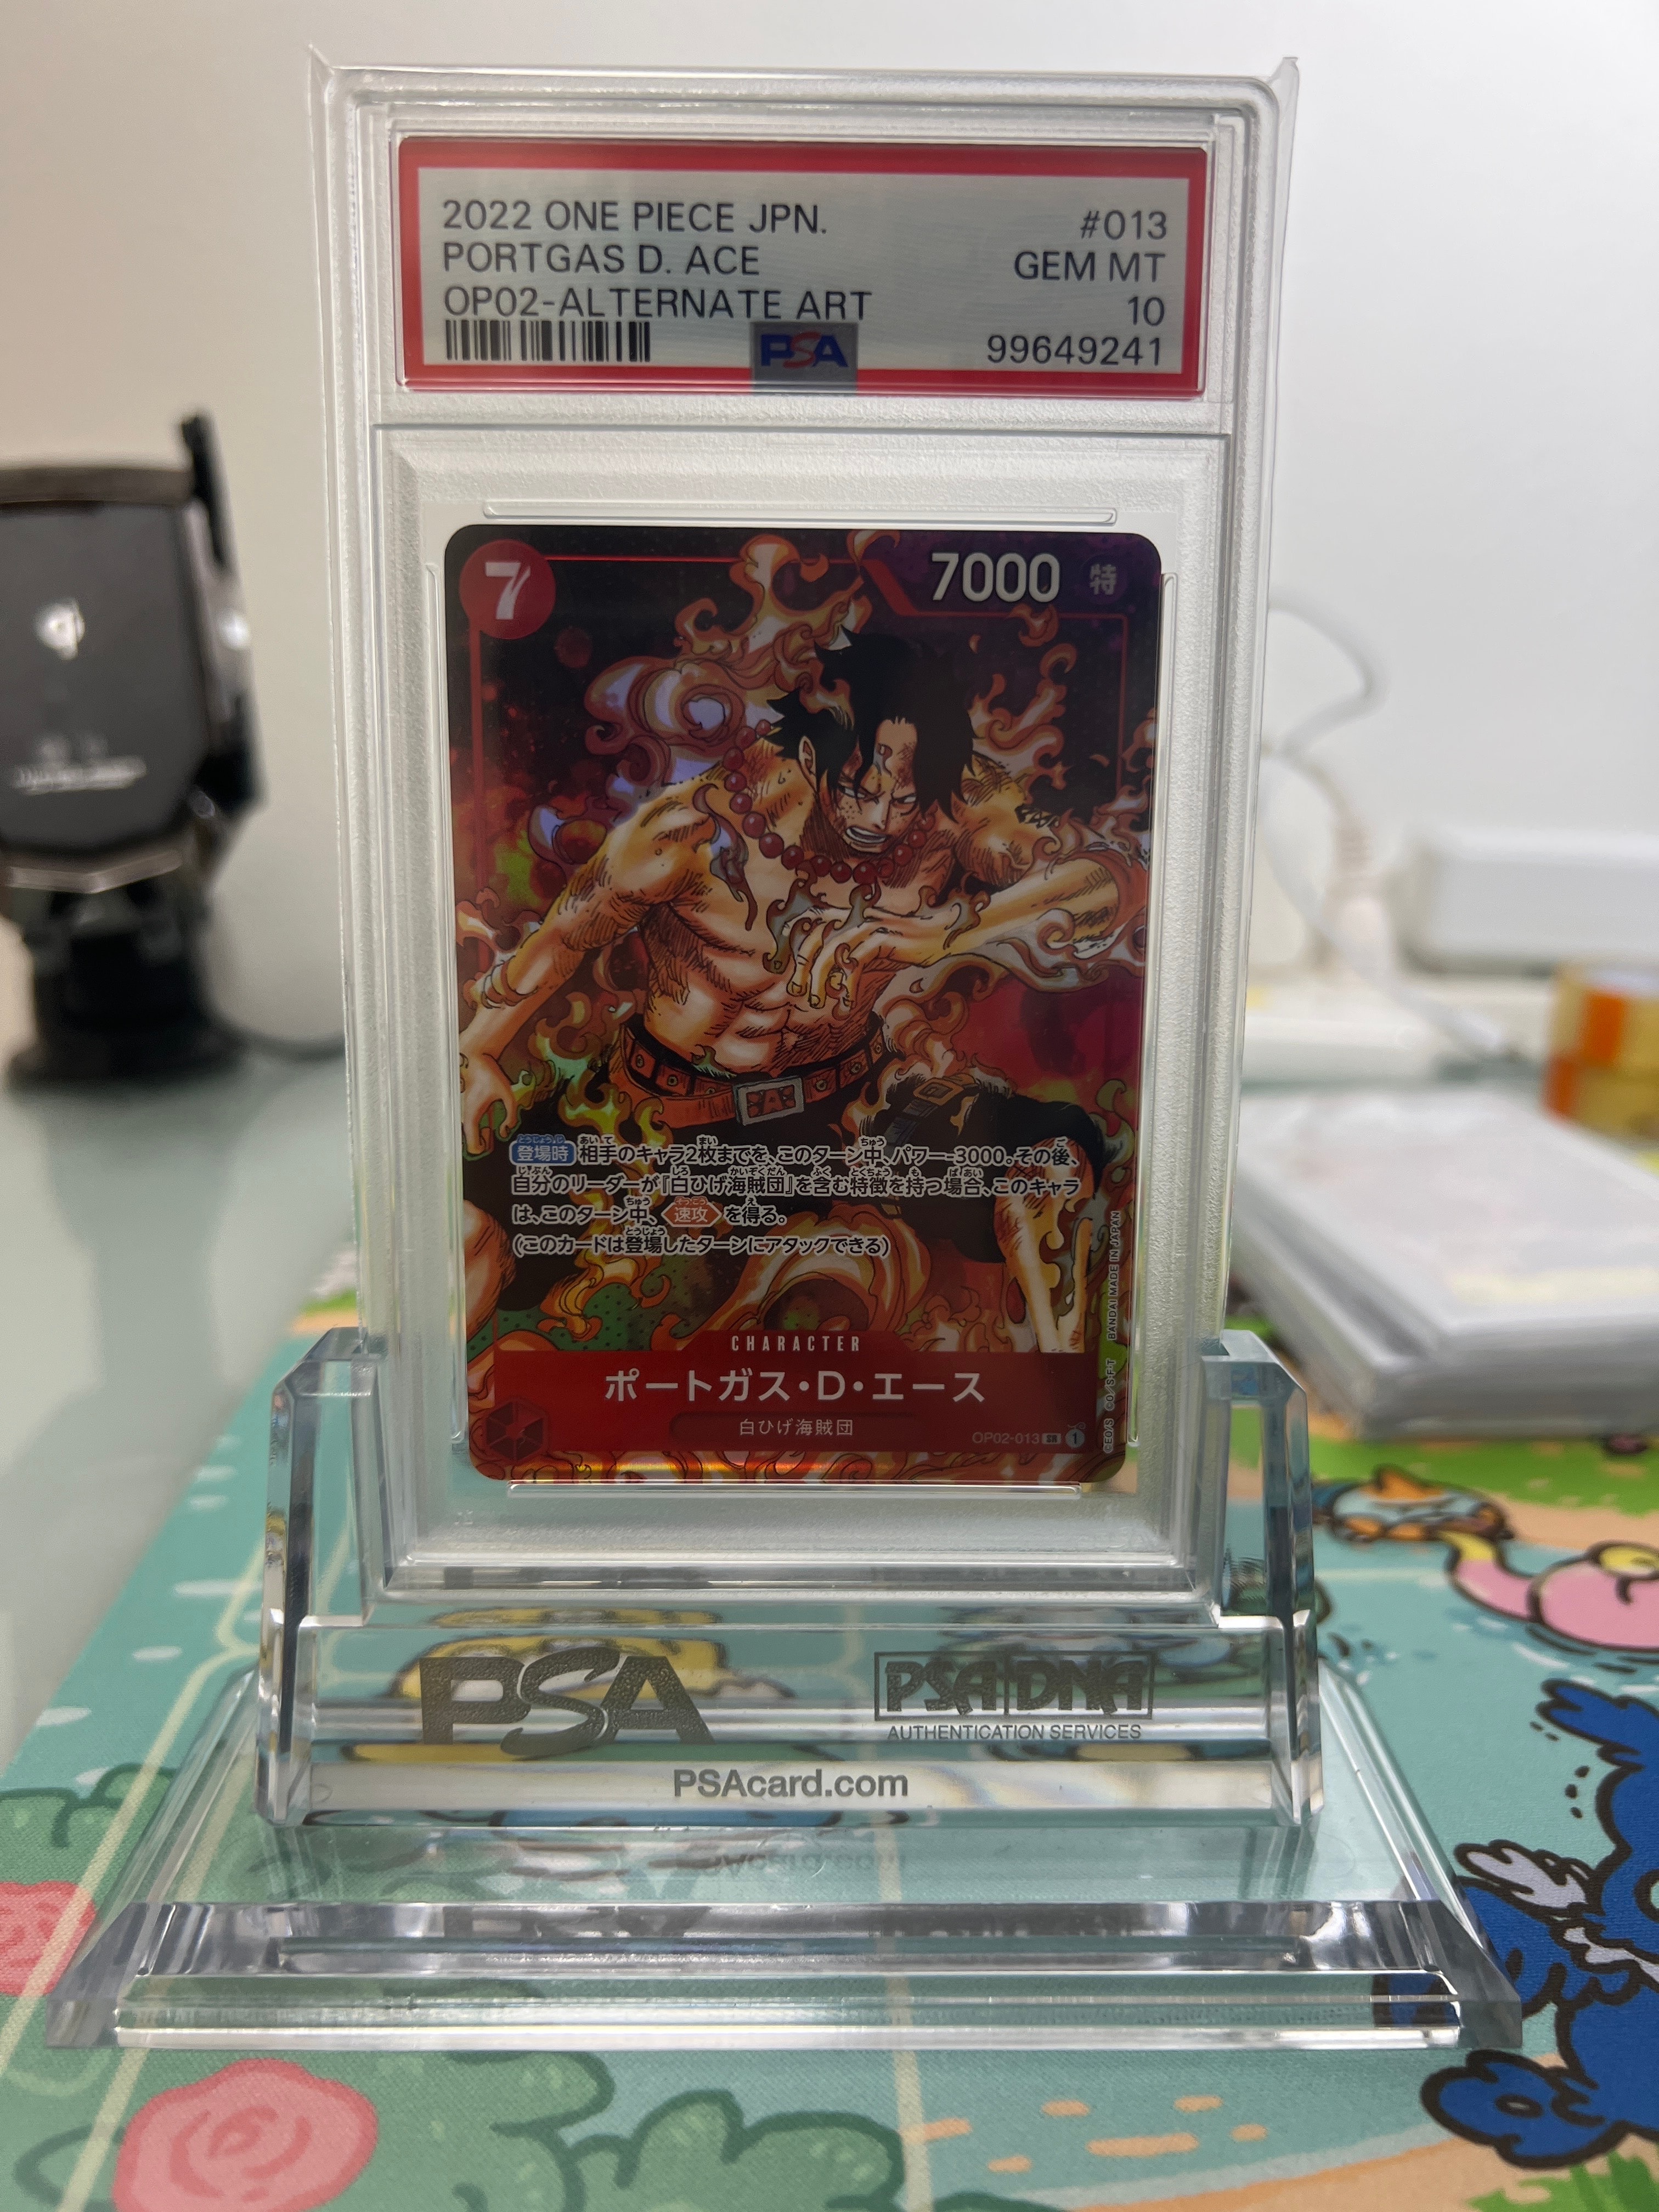 2022 ONE PIECE JPN.
#013
PORTGAS D. ACE
GEM MT
OP02-ALTERNATE ART
10
PSA
99649241
7
7000
特
登場時 相手のキャラ2枚までを、このターン中、パワー-3000。その後、
自分のリーダーが『白ひげ海賊団』を含む特徴を持つ場合、このキャラ
は、このターン中、速攻を得る。
(このカードは登場したターンにアタックできる)
CHARACTER
ポートガス・D・エース
白ひげ海賊団
OP02-013 SR 1
BANDAI MADE IN JAPAN
PSA
PSA DNA
AUTHENTICATION SERVICES
PSAcard.com